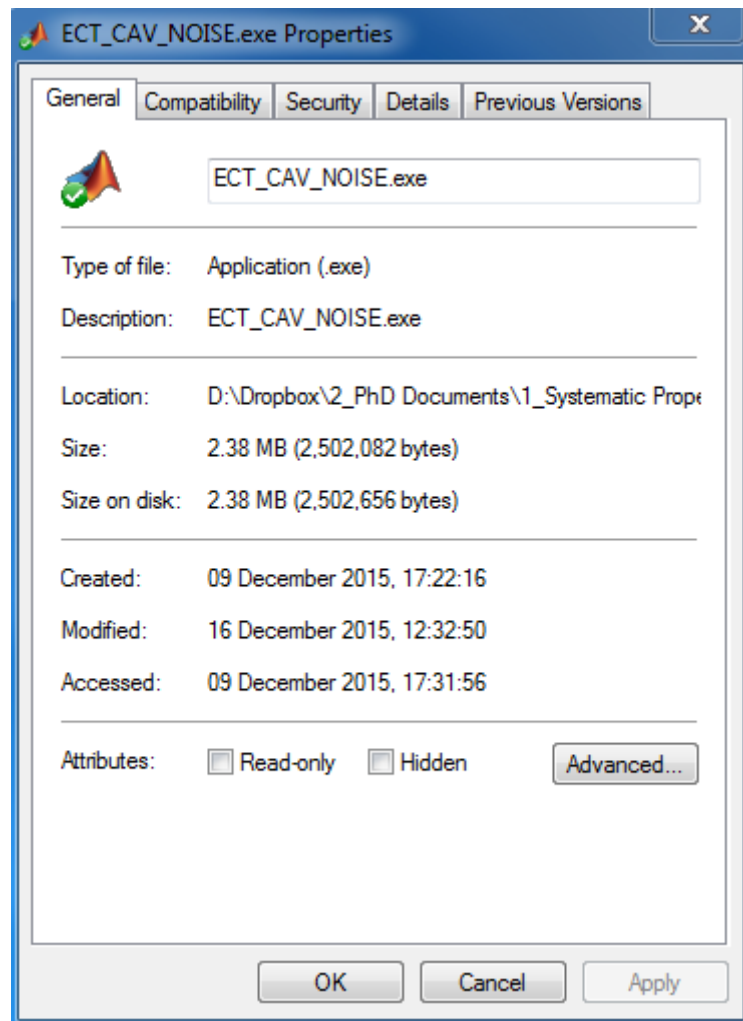 ECT_CAV_NOISE.exe Properties
General Compatibility Security Details Previous Versions
ECT_CAV_NOISE.exe
Type of file: Application (.exe)
Description: ECT_CAV_NOISE.exe
Location: D:\Dropbox\2_PhD Documents\1_Systematic Prope
Size: 2.38 MB (2,502,082 bytes)
Size on disk: 2.38 MB (2,502,656 bytes)
Created: 09 December 2015, 17:22:16
Modified: 16 December 2015, 12:32:50
Accessed: 09 December 2015, 17:31:56
Attributes: Read-only Hidden Advanced...
OK Cancel Apply